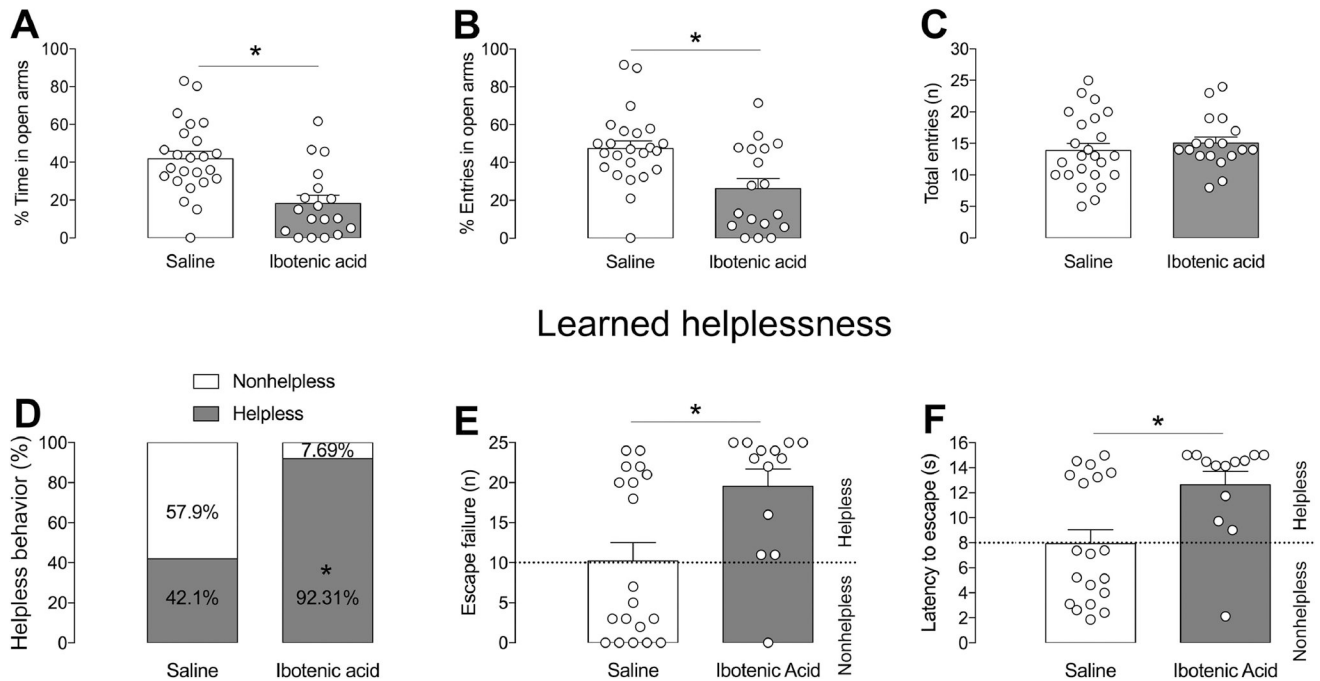 A
B
C
*
*
% Time in open arms
100
80
60
40
20
0
Saline
Ibotenic acid
% Entries in open arms
100
80
60
40
20
0
Saline
Ibotenic acid
Total entries (n)
30
25
20
15
10
5
0
Saline
Ibotenic acid
Learned helplessness
Nonhelpless
Helpless
D
Helpless behavior (%)
100
80
60
40
20
0
57.9%
42.1%
7.69%
*
92.31%
Saline
Ibotenic acid
E
*
Escape failure (n)
25
20
15
10
5
0
Helpless
Nonhelpless
Saline
Ibotenic Acid
F
*
Latency to escape (s)
16
14
12
10
8
6
4
2
0
Helpless
Nonhelpless
Saline
Ibotenic Acid